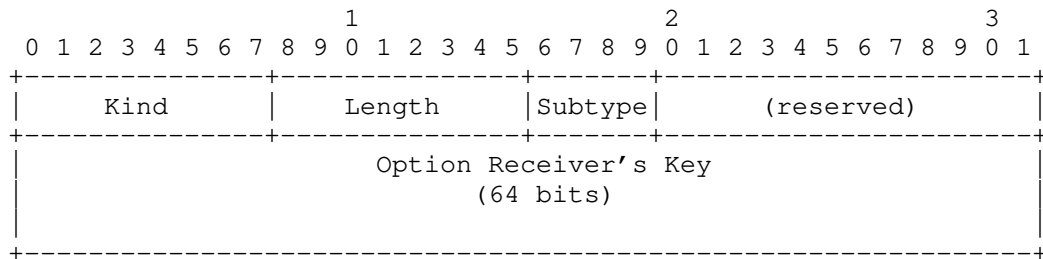 1                   2                   3
 0 1 2 3 4 5 6 7 8 9 0 1 2 3 4 5 6 7 8 9 0 1 2 3 4 5 6 7 8 9 0 1
+---------------+---------------+-------+-----------------------+
|     Kind      |    Length     |Subtype|      (reserved)       |
+---------------+---------------+-------+-----------------------+
|                      Option Receiver's Key                    |
|                            (64 bits)                          |
|                                                               |
+---------------------------------------------------------------+